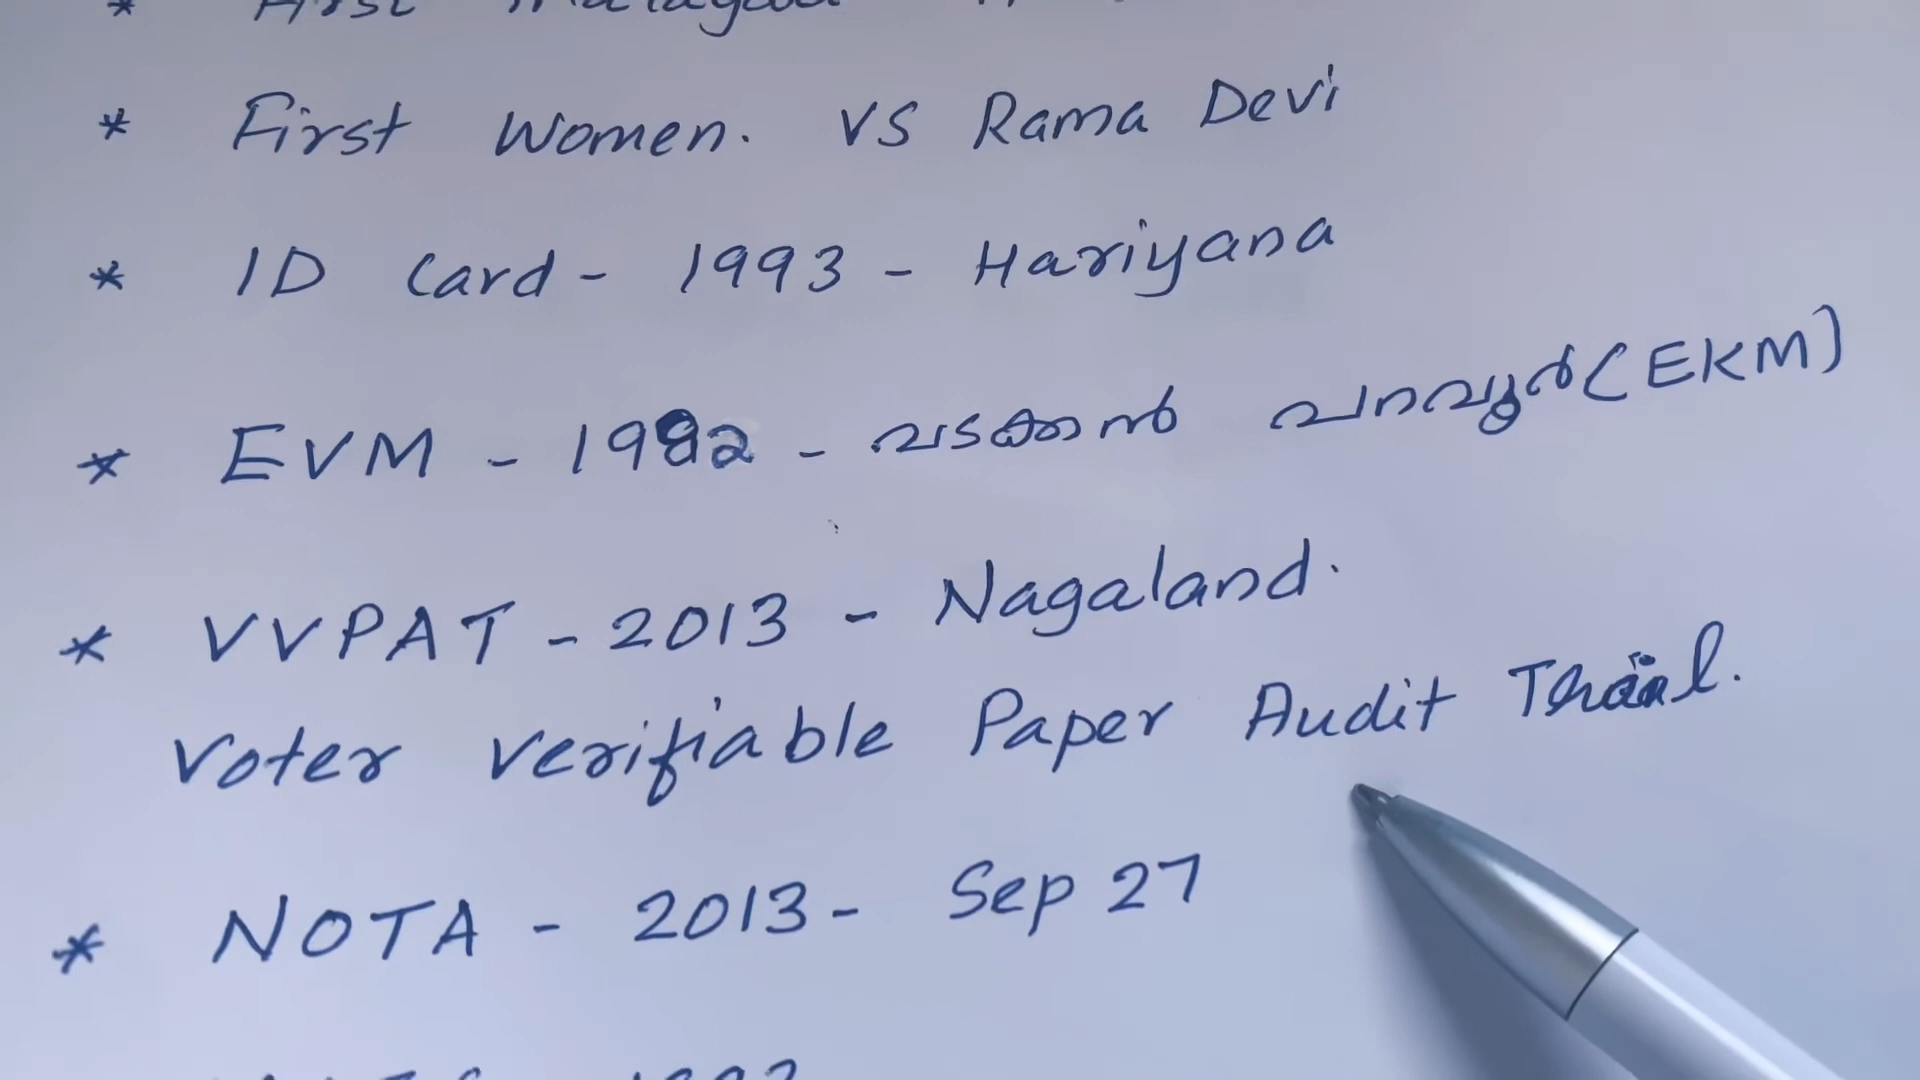 * First
* First Women. VS Rama Devi
* ID Card - 1993 - Hariyana
* EVM - 1982 - വടക്കൻ പറവൂർ (EKM)
* VVPAT - 2013 - Nagaland.
Voter Verifiable Paper Audit Trail.
* NOTA - 2013 - Sep 27